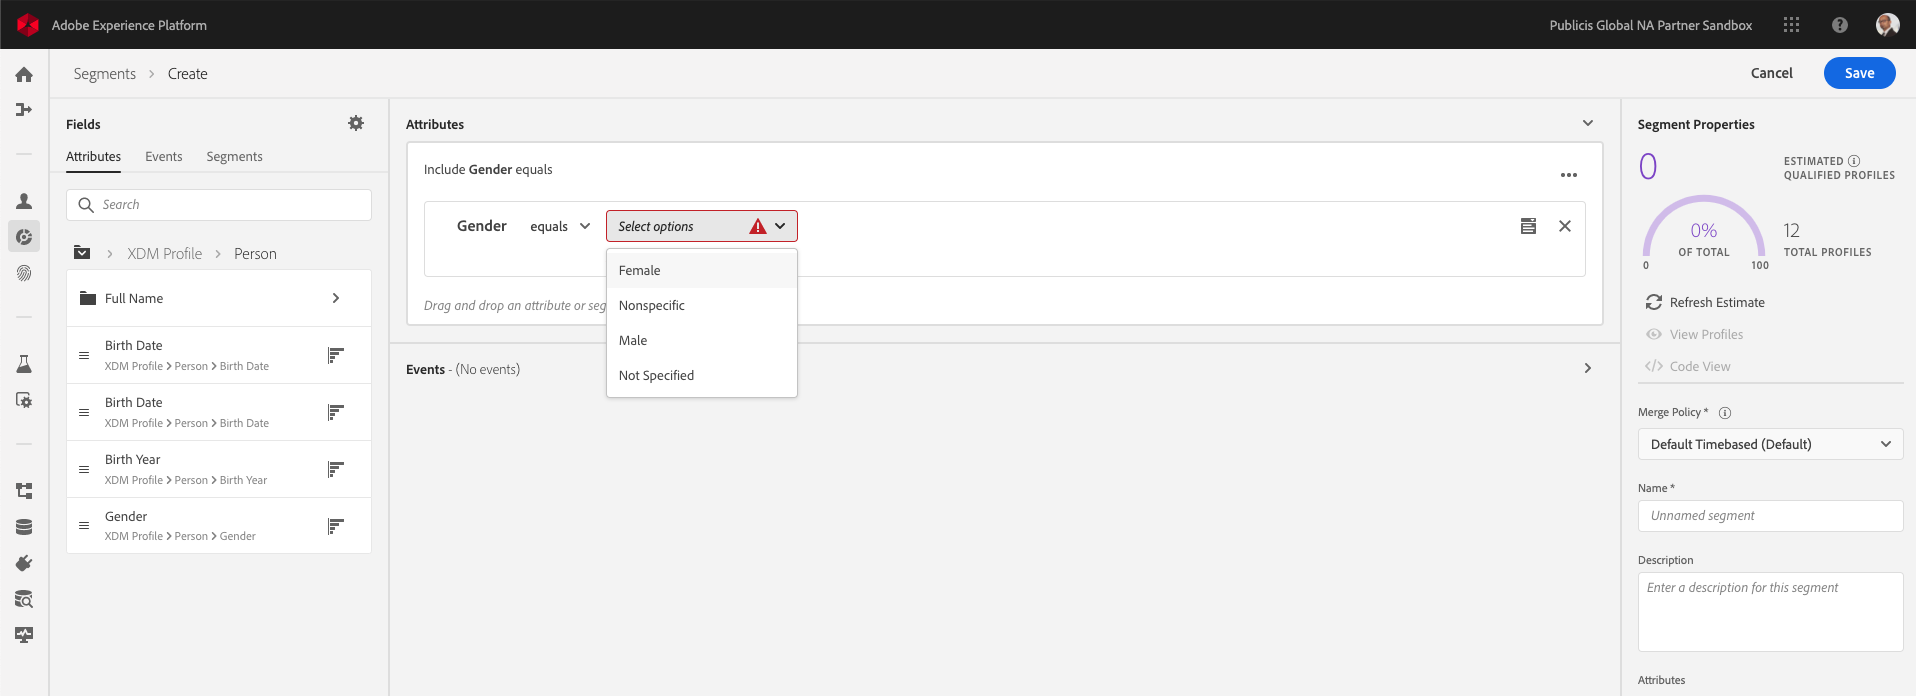 Adobe Experience Platform
Publicis Global NA Partner Sandbox
Segments > Create
Cancel
Save
Fields
Attributes
Events
Segments
Search
XDM Profile > Person
Full Name
Birth Date
XDM Profile > Person > Birth Date
Birth Date
XDM Profile > Person > Birth Date
Birth Year
XDM Profile > Person > Birth Year
Gender
XDM Profile > Person > Gender
Attributes
Include Gender equals
Gender
equals
Select options
Female
Nonspecific
Male
Not Specified
Drag and drop an attribute or seg
Events - (No events)
Segment Properties
0
ESTIMATED
QUALIFIED PROFILES
0%
OF TOTAL
0
100
12
TOTAL PROFILES
Refresh Estimate
View Profiles
</> Code View
Merge Policy *
Default Timebased (Default)
Name *
Unnamed segment
Description
Enter a description for this segment
Attributes